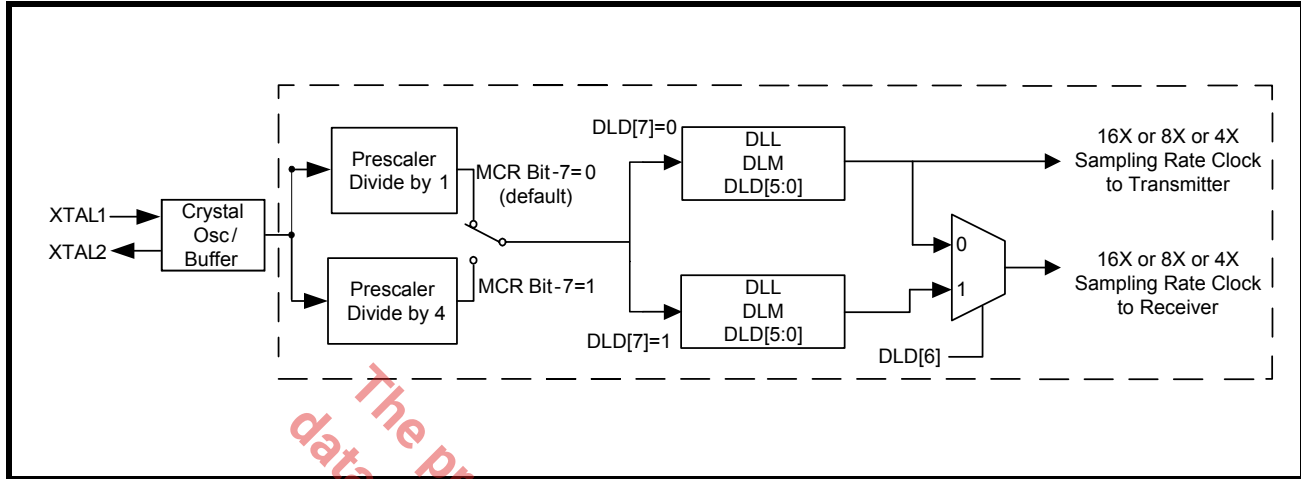 XTAL1
XTAL2
Crystal
Osc/
Buffer
Prescaler
Divide by 1
Prescaler
Divide by 4
MCR Bit-7=0
(default)
MCR Bit-7=1
DLD[7]=0
DLL
DLM
DLD[5:0]
DLD[7]=1
DLL
DLM
DLD[5:0]
0
1
DLD[6]
16X or 8X or 4X
Sampling Rate Clock
to Transmitter
16X or 8X or 4X
Sampling Rate Clock
to Receiver
The